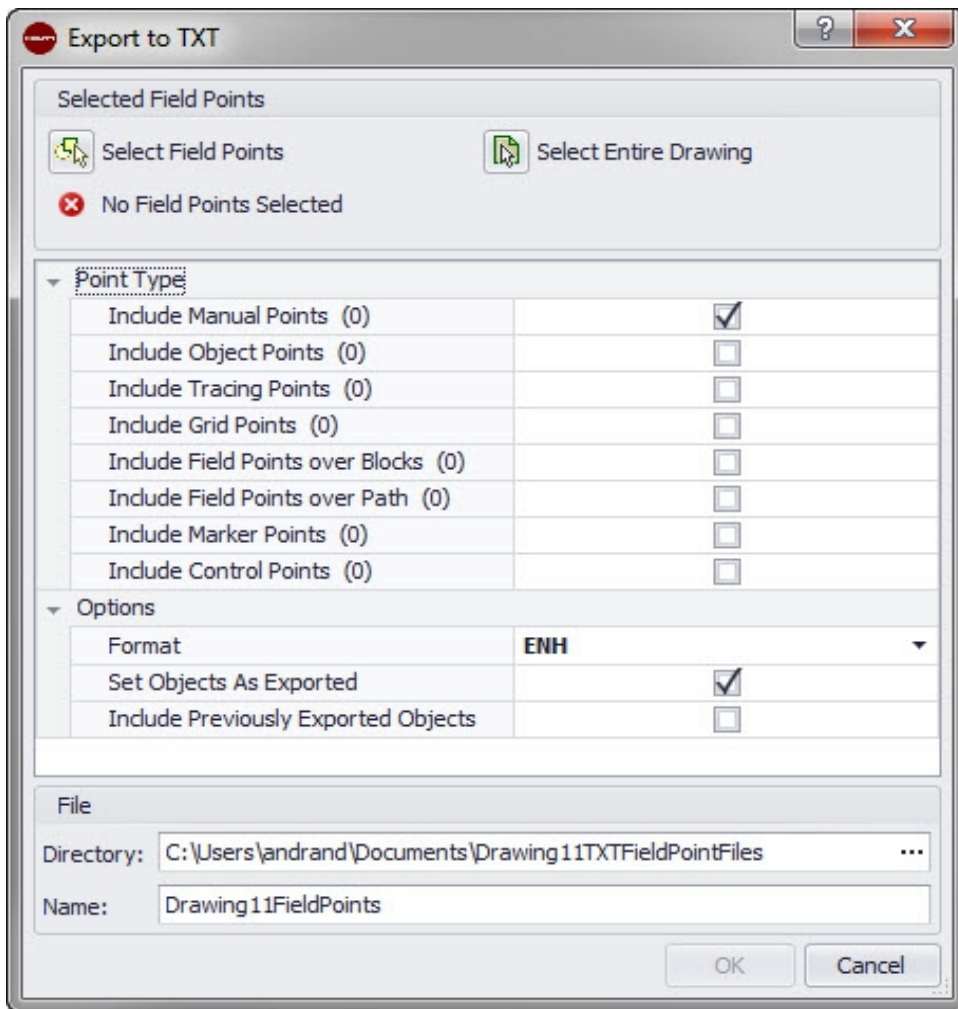 Export to TXT
Selected Field Points
Select Field Points Select Entire Drawing
No Field Points Selected
Point Type
Include Manual Points (0)
Include Object Points (0)
Include Tracing Points (0)
Include Grid Points (0)
Include Field Points over Blocks (0)
Include Field Points over Path (0)
Include Marker Points (0)
Include Control Points (0)
Options
Format ENH
Set Objects As Exported
Include Previously Exported Objects
File
Directory: C:\Users\andrand\Documents\Drawing11TXTFieldPointFiles ...
Name: Drawing11FieldPoints
OK Cancel